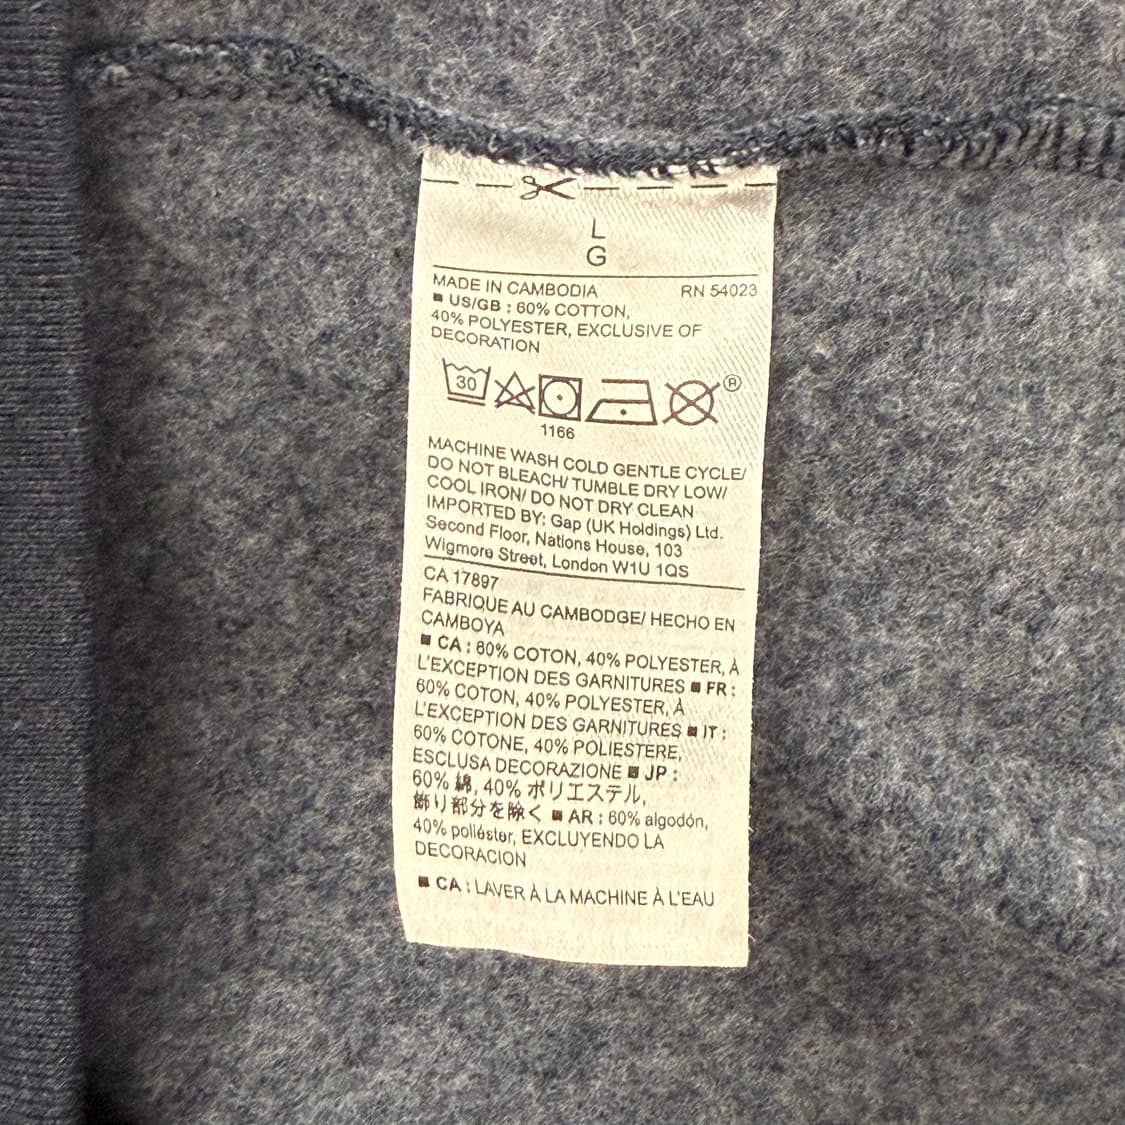 L
G
MADE IN CAMBODIA RN 54023
■ US/GB : 60% COTTON,
40% POLYESTER, EXCLUSIVE OF
DECORATION
30
®
1166
MACHINE WASH COLD GENTLE CYCLE/
DO NOT BLEACH/ TUMBLE DRY LOW/
COOL IRON/ DO NOT DRY CLEAN
IMPORTED BY: Gap (UK Holdings) Ltd.
Second Floor, Nations House, 103
Wigmore Street, London W1U 1QS
CA 17897
FABRIQUE AU CAMBODGE/ HECHO EN
CAMBOYA
■ CA : 60% COTON, 40% POLYESTER, À
L'EXCEPTION DES GARNITURES ■ FR :
60% COTON, 40% POLYESTER, À
L'EXCEPTION DES GARNITURES ■ IT :
60% COTONE, 40% POLIESTERE,
ESCLUSA DECORAZIONE ■ JP :
60% 綿, 40% ポリエステル,
飾り部分を除く ■ AR : 60% algodón,
40% poliéster, EXCLUYENDO LA
DECORACION
■ CA : LAVER À LA MACHINE À L'EAU